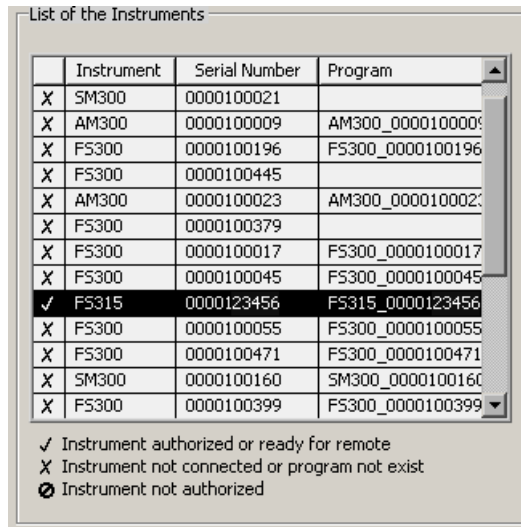 List of the Instruments
Instrument Serial Number Program
X SM300 0000100021
X AM300 0000100009 AM300_0000100009
X FS300 0000100196 FS300_0000100196
X FS300 0000100445
X AM300 0000100023 AM300_0000100023
X FS300 0000100379
X FS300 0000100017 FS300_0000100017
X FS300 0000100045 FS300_0000100045
✓ FS315 0000123456 FS315_0000123456
X FS300 0000100055 FS300_0000100055
X FS300 0000100471 FS300_0000100471
X SM300 0000100160 SM300_0000100160
X FS300 0000100399 FS300_0000100399
✓ Instrument authorized or ready for remote
X Instrument not connected or program not exist
Instrument not authorized